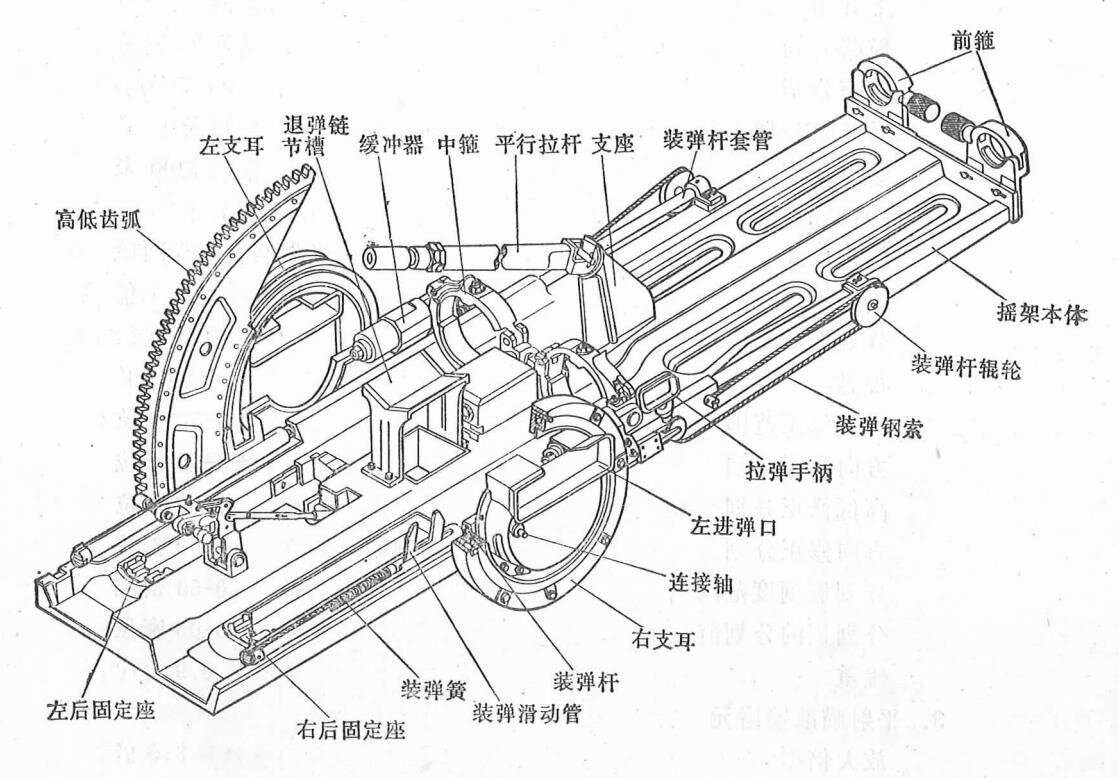 前箍
退弹链
节槽
左支耳
缓冲器
中箍
平行拉杆
支座
装弹杆套管
高低齿弧
摇架本体
装弹杆辊轮
装弹钢索
拉弹手柄
左进弹口
连接轴
右支耳
装弹杆
装弹滑动管
装弹簧
右后固定座
左后固定座